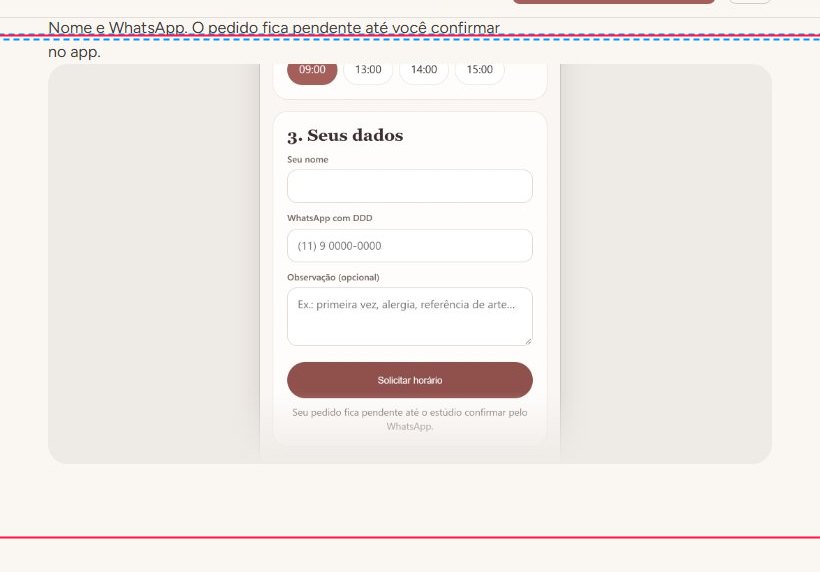 Nome e WhatsApp. O pedido fica pendente até você confirmar
no app.
09:00 13:00 14:00 15:00
3. Seus dados
Seu nome
WhatsApp com DDD
(11) 9 0000-0000
Observação (opcional)
Ex.: primeira vez, alergia, referência de arte...
Solicitar horário
Seu pedido fica pendente até o estúdio confirmar pelo
WhatsApp.